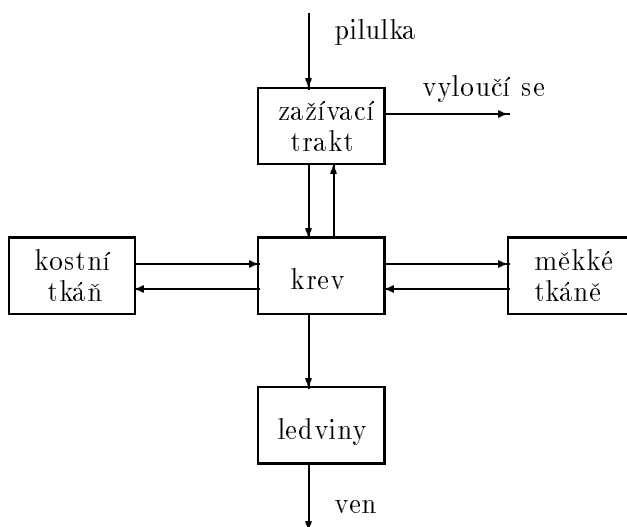 pilulka
zažívací
trakt
vyloučí se
kostní
tkáň
krev
měkké
tkáně
ledviny
ven